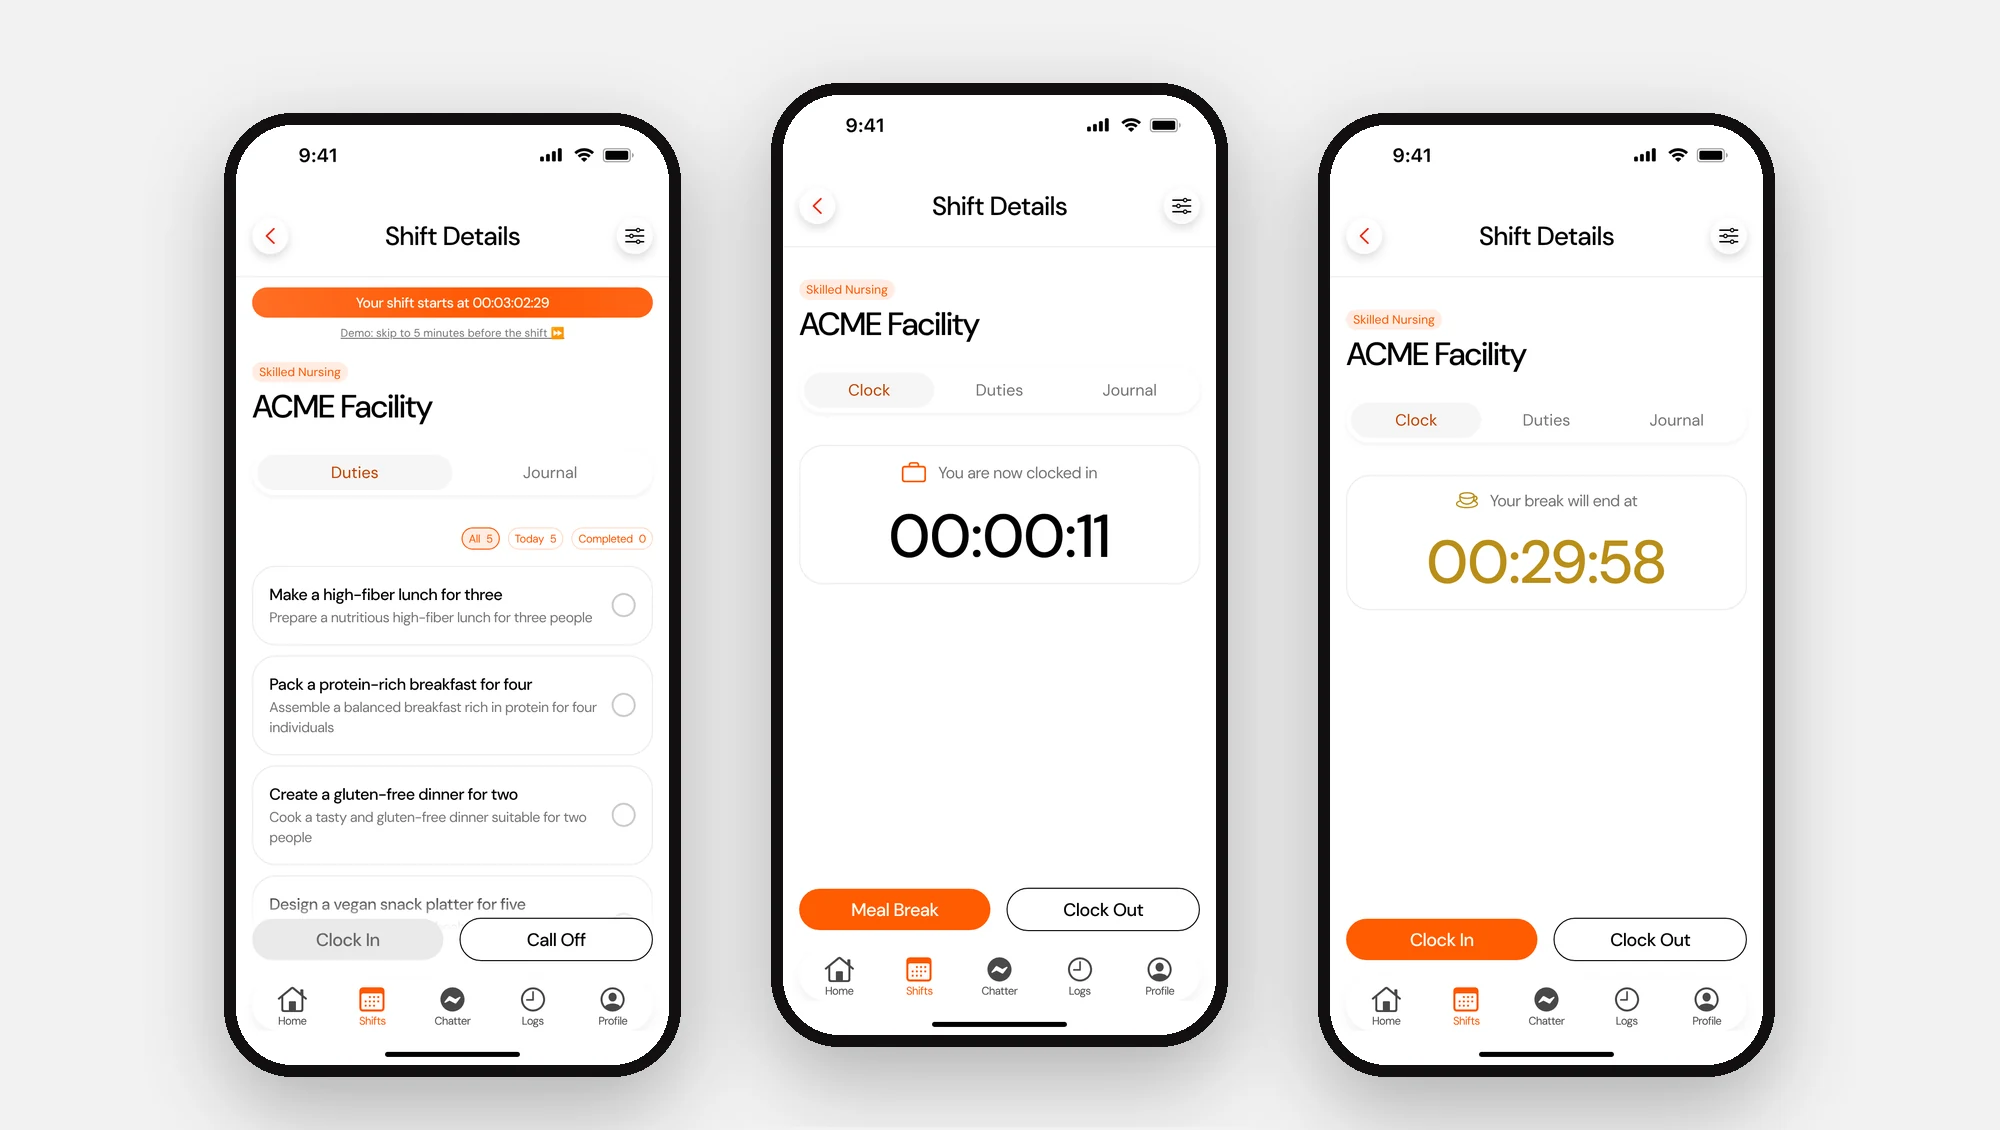 9:41
Shift Details
Your shift starts at 00:03:02:29
Demo: skip to 5 minutes before the shift ⏩
Skilled Nursing
ACME Facility
Duties Journal
All 5 Today 5 Completed 0
Make a high-fiber lunch for three
Prepare a nutritious high-fiber lunch for three people
Pack a protein-rich breakfast for four
Assemble a balanced breakfast rich in protein for four
individuals
Create a gluten-free dinner for two
Cook a tasty and gluten-free dinner suitable for two
people
Design a vegan snack platter for five
Clock In Call Off
Home Shifts Chatter Logs Profile
9:41
Shift Details
Skilled Nursing
ACME Facility
Clock Duties Journal
You are now clocked in
00:00:11
Meal Break Clock Out
Home Shifts Chatter Logs Profile
9:41
Shift Details
Skilled Nursing
ACME Facility
Clock Duties Journal
Your break will end at
00:29:58
Clock In Clock Out
Home Shifts Chatter Logs Profile